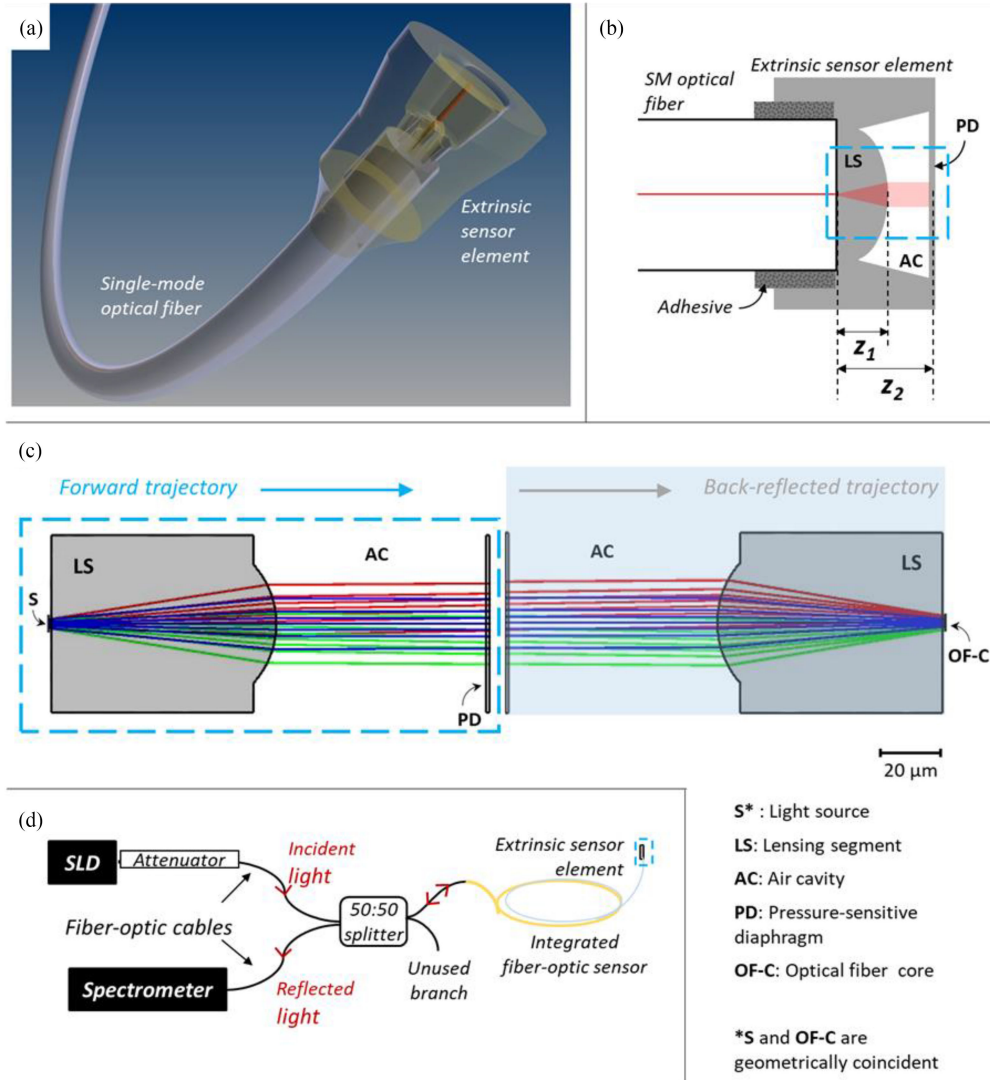 (a)
Extrinsic
sensor
element
Single-mode
optical fiber
(b)
Extrinsic sensor element
SM optical
fiber
PD
LS
AC
Adhesive
z1
z2
(c)
Forward trajectory
Back-reflected trajectory
LS
AC
AC
LS
S
OF-C
PD
20 µm
(d)
SLD
Attenuator
Incident
light
Extrinsic sensor
element
Fiber-optic cables
50:50
splitter
Integrated
fiber-optic sensor
Unused
branch
Spectrometer
Reflected
light
S* : Light source
LS: Lensing segment
AC: Air cavity
PD: Pressure-sensitive
diaphragm
OF-C: Optical fiber core
*S and OF-C are
geometrically coincident